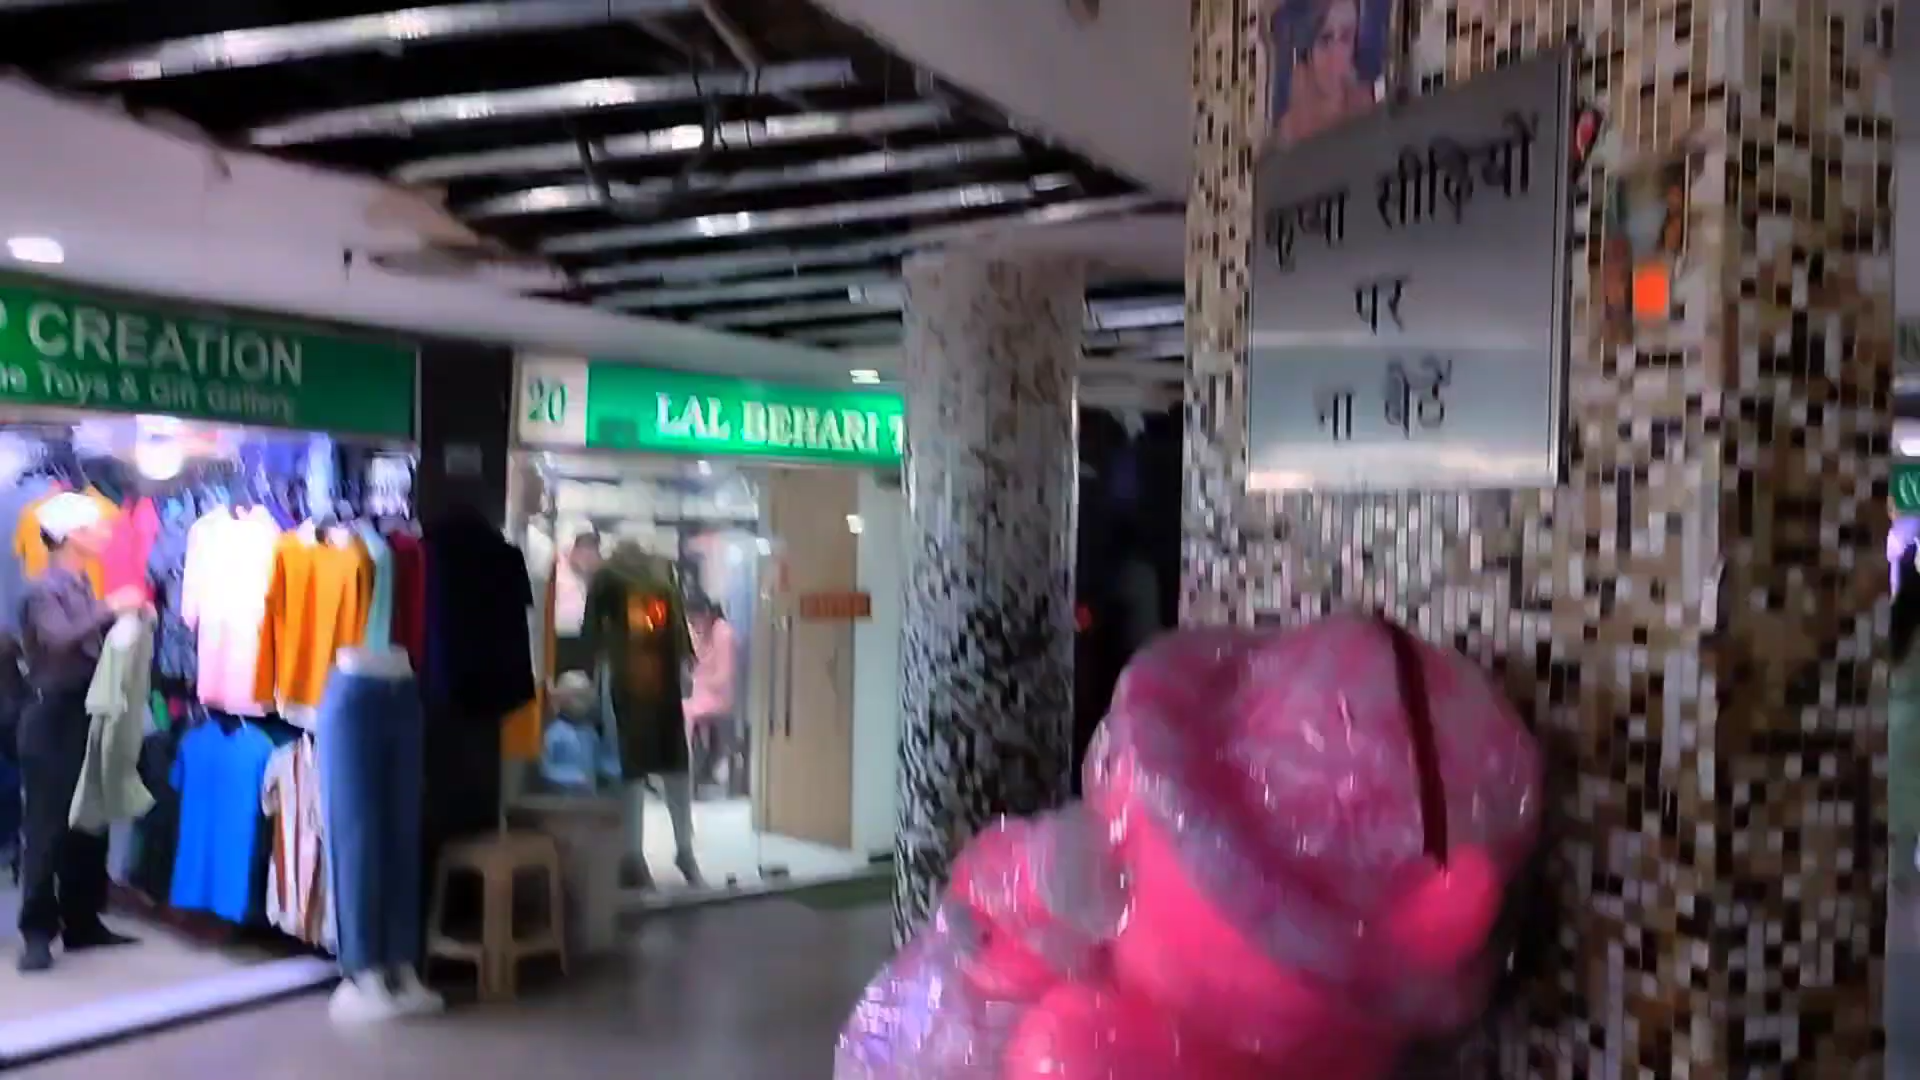 CREATION
Toys & Gift Gallery
20
LAL BEHARI
कृप्या सीढ़ियों
पर
ना बैठें